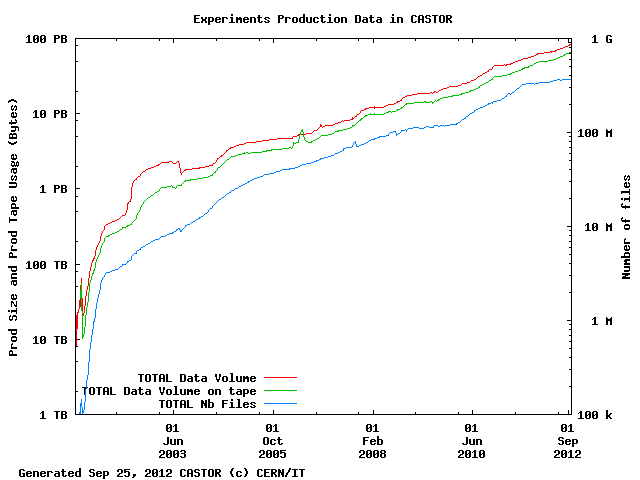 Experiments Production Data in CASTOR
100 PB
10 PB
1 PB
100 TB
10 TB
1 TB
Prod Size and Prod Tape Usage (Bytes)
1 G
100 M
10 M
1 M
100 k
Number of files
TOTAL Data Volume
TOTAL Data Volume on tape
TOTAL Nb Files
01 01 01 01 01
Jun Oct Feb Jun Sep
2003 2005 2008 2010 2012
Generated Sep 25, 2012 CASTOR (c) CERN/IT